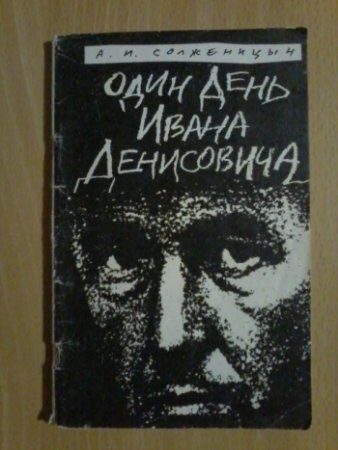 А. И. СОЛЖЕНИЦЫН
ОДИН ДЕНЬ
ИВАНА
ДЕНИСОВИЧА